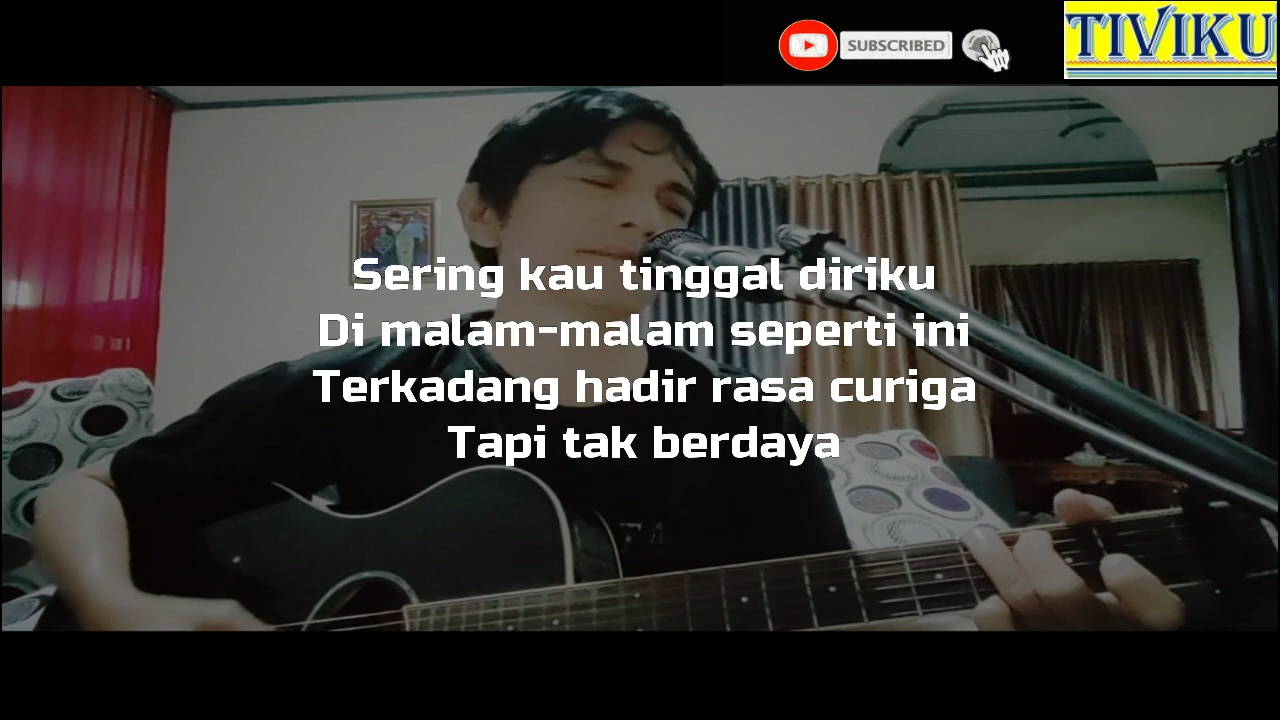 SUBSCRIBED
TIVIKU
Sering kau tinggal diriku
Di malam-malam seperti ini
Terkadang hadir rasa curiga
Tapi tak berdaya